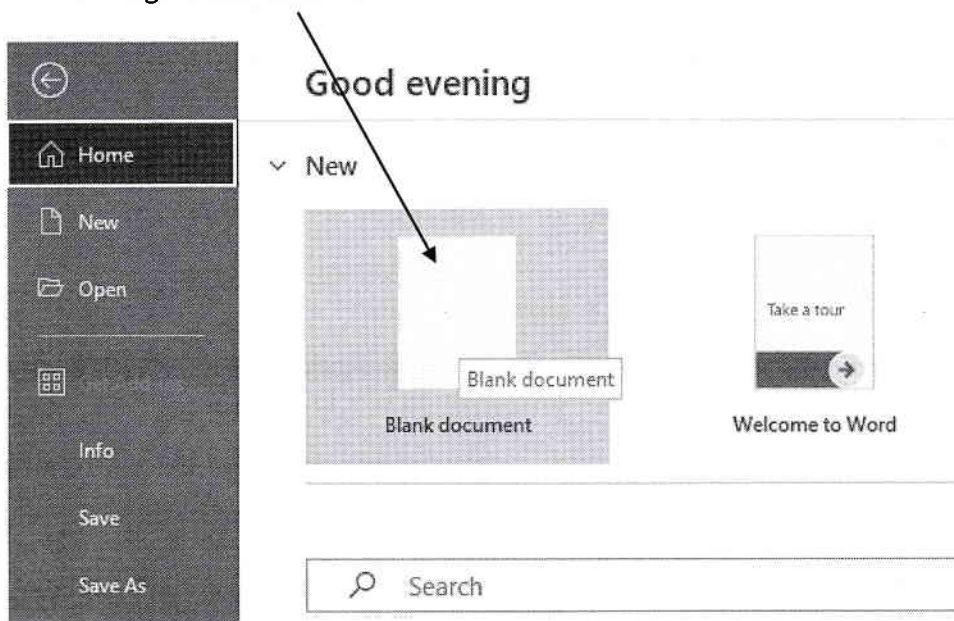 Good evening
Home
New
New
Open
Take a tour
Blank document
Blank document
Welcome to Word
Info
Save
Save As
Search